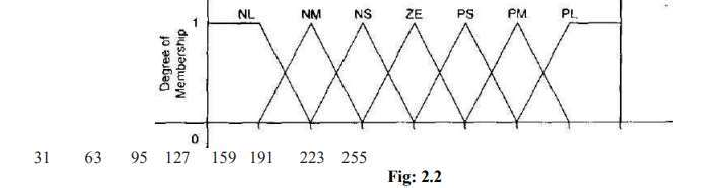 NL NM NS ZE PS PM PL
1
Degree of
Membership
0
31 63 95 127 159 191 223 255
Fig: 2.2